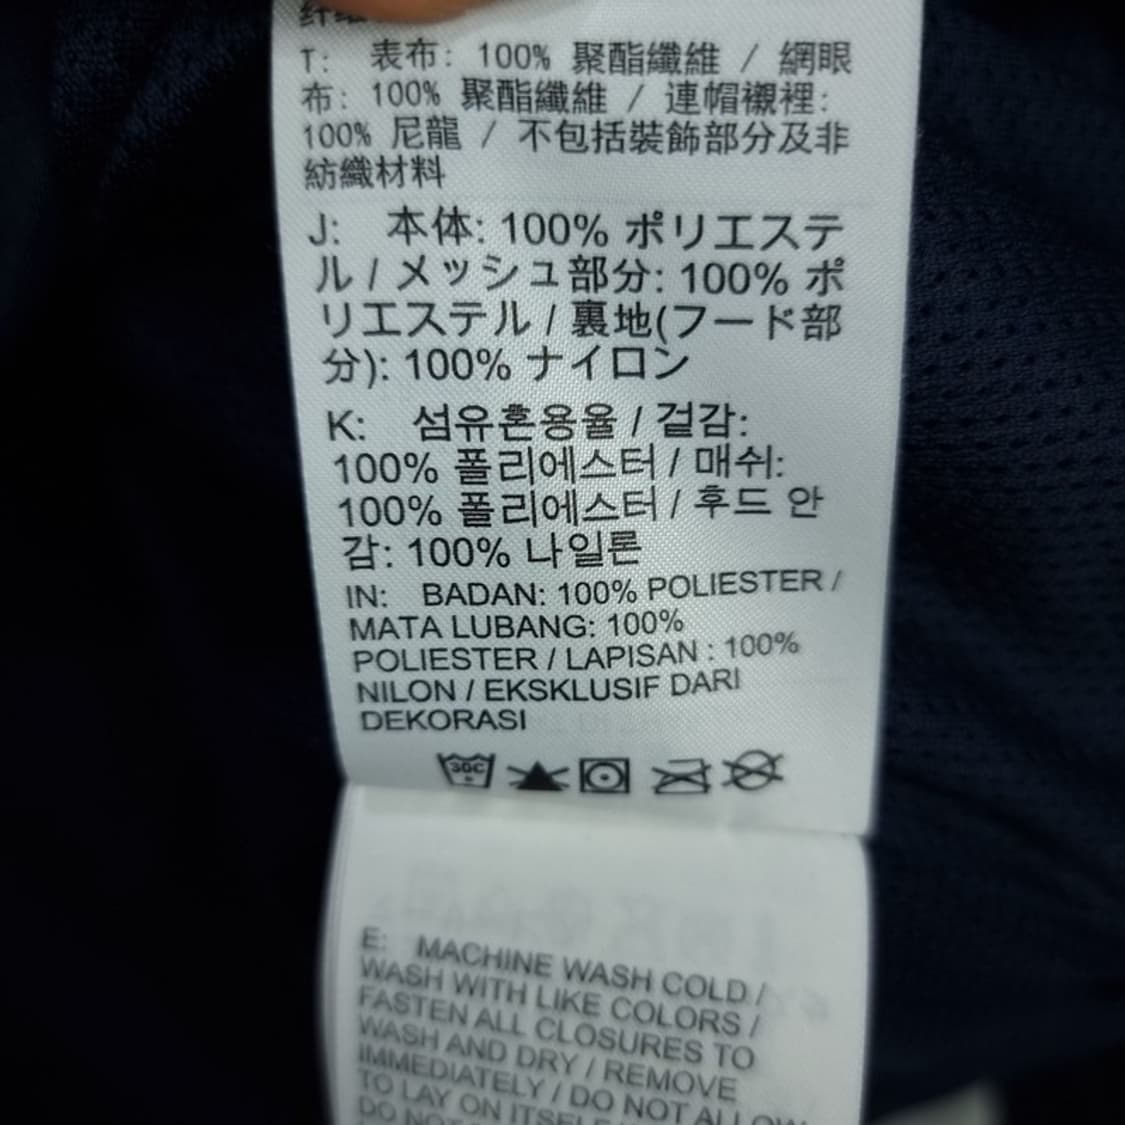 T: 表布: 100% 聚酯纖維 / 網眼
布: 100% 聚酯纖維 / 連帽襯裡:
100% 尼龍 / 不包括裝飾部分及非
紡織材料
J: 本体: 100% ポリエステ
ル / メッシュ部分: 100% ポ
リエステル / 裏地(フード部
分): 100% ナイロン
K: 섬유혼용율 / 겉감:
100% 폴리에스터 / 매쉬:
100% 폴리에스터 / 후드 안
감: 100% 나일론
IN: BADAN: 100% POLIESTER /
MATA LUBANG: 100%
POLIESTER / LAPISAN : 100%
NILON / EKSKLUSIF DARI
DEKORASI
30C
E: MACHINE WASH COLD /
WASH WITH LIKE COLORS /
FASTEN ALL CLOSURES TO
WASH AND DRY / REMOVE
IMMEDIATELY / DO NOT ALLOW
TO LAY ON ITSELF
DO NOT